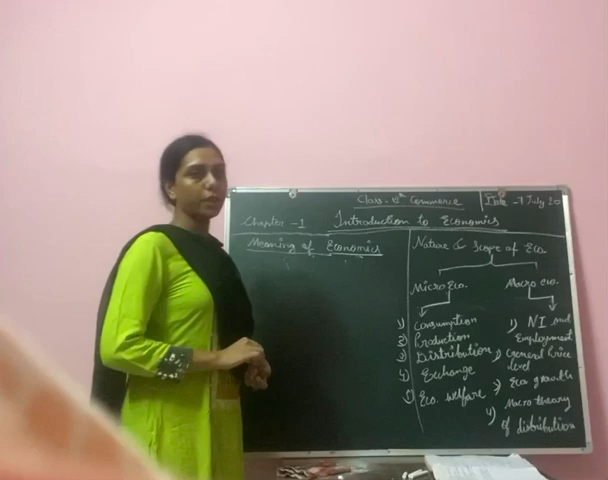 Class - 12th Commerce
Date - 7 July 20
Chapter - 1 Introduction to Economics
Meaning of Economics
Nature & Scope of Eco.
Micro Eco.
Macro eco.
1) Consumption
2) Production
3) Distribution
4) Exchange
5) Eco. welfare
1) NI and
Employment
2) General Price
level
3) Eco growth
Macro theory
4) of distribution